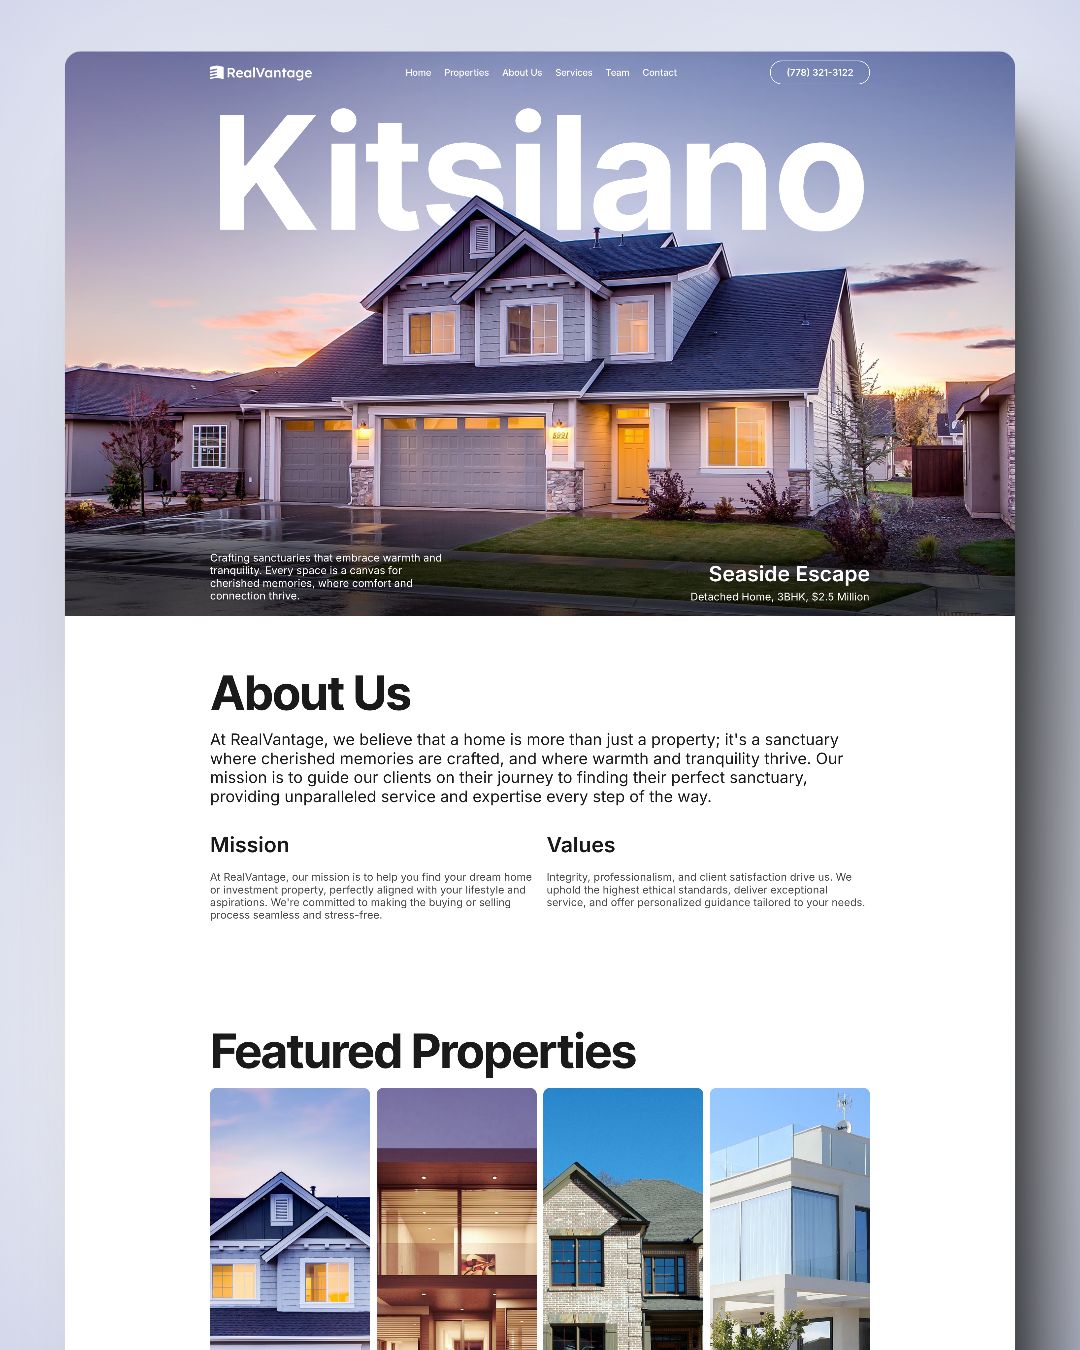 RealVantage
Home Properties About Us Services Team Contact
(778) 321-3122
Kitsilano
Crafting sanctuaries that embrace warmth and
tranquility. Every space is a canvas for
cherished memories, where comfort and
connection thrive.
Seaside Escape
Detached Home, 3BHK, $2.5 Million
About Us
At RealVantage, we believe that a home is more than just a property; it's a sanctuary
where cherished memories are crafted, and where warmth and tranquility thrive. Our
mission is to guide our clients on their journey to finding their perfect sanctuary,
providing unparalleled service and expertise every step of the way.
Mission
At RealVantage, our mission is to help you find your dream home
or investment property, perfectly aligned with your lifestyle and
aspirations. We're committed to making the buying or selling
process seamless and stress-free.
Values
Integrity, professionalism, and client satisfaction drive us. We
uphold the highest ethical standards, deliver exceptional
service, and offer personalized guidance tailored to your needs.
Featured Properties